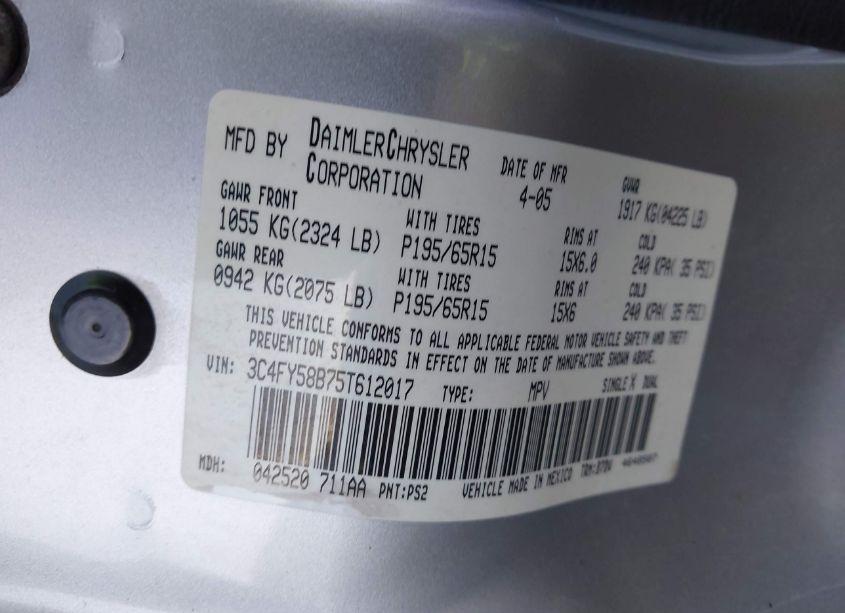 MFD BY DAIMLERCHRYSLER CORPORATION DATE OF MFR 4-05 GVWR 1917 KG(04225 LB)
GAWR FRONT WITH TIRES RIMS AT COLD
1055 KG(2324 LB) P195/65R15 15X6.0 240 KPA( 35 PSI)
GAWR REAR WITH TIRES RIMS AT COLD
0942 KG(2075 LB) P195/65R15 15X6 240 KPA( 35 PSI)
THIS VEHICLE CONFORMS TO ALL APPLICABLE FEDERAL MOTOR VEHICLE SAFETY AND THEFT
PREVENTION STANDARDS IN EFFECT ON THE DATE OF MANUFACTURE SHOWN ABOVE.
VIN: 3C4FY58B75T612017 TYPE: MPV SINGLE X DUAL
MDH: 042520 711AA PNT:PS2 VEHICLE MADE IN MEXICO